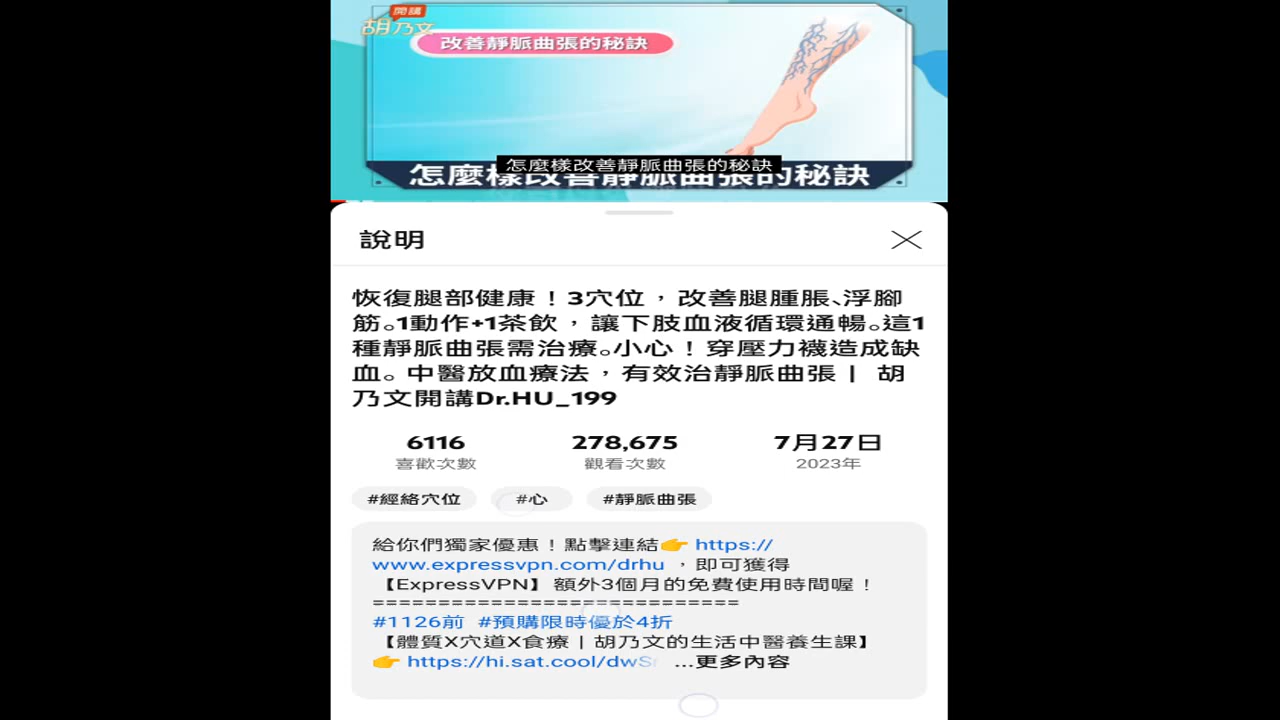 開講
胡乃文
改善靜脈曲張的秘訣
怎麼樣改善靜脈曲張的秘訣
怎麼樣改善靜脈曲張的秘訣
說明
恢復腿部健康！3穴位，改善腿腫脹、浮腳
筋。1動作+1茶飲，讓下肢血液循環通暢。這1
種靜脈曲張需治療。小心！穿壓力襪造成缺
血。中醫放血療法，有效治靜脈曲張 | 胡
乃文開講Dr.HU_199
6116 278,675 7月27日
喜歡次數 觀看次數 2023年
#經絡穴位 #心 #靜脈曲張
給你們獨家優惠！點擊連結👉 https://
www.expressvpn.com/drhu ，即可獲得
【ExpressVPN】額外3個月的免費使用時間喔！
============================
#1126前 #預購限時優於4折
【體質X穴道X食療 | 胡乃文的生活中醫養生課】
👉 https://hi.sat.cool/dwS ...更多內容